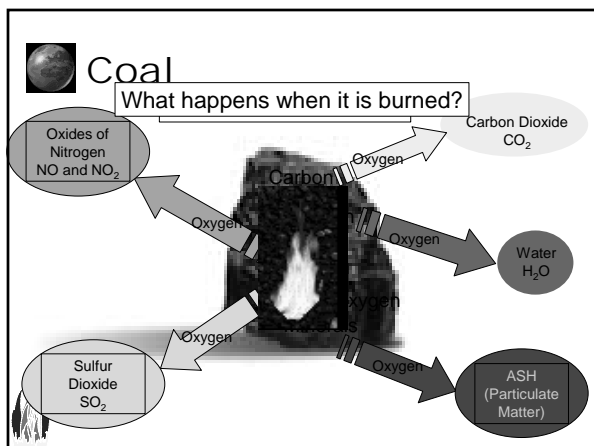 Coal
What happens when it is burned?
Oxides of
Nitrogen
NO and NO₂
Carbon Dioxide
CO₂
Oxygen
Carbon
Oxygen
Oxygen
Water
H₂O
Oxygen
Sulfur
Dioxide
SO₂
Oxygen
ASH
(Particulate
Matter)